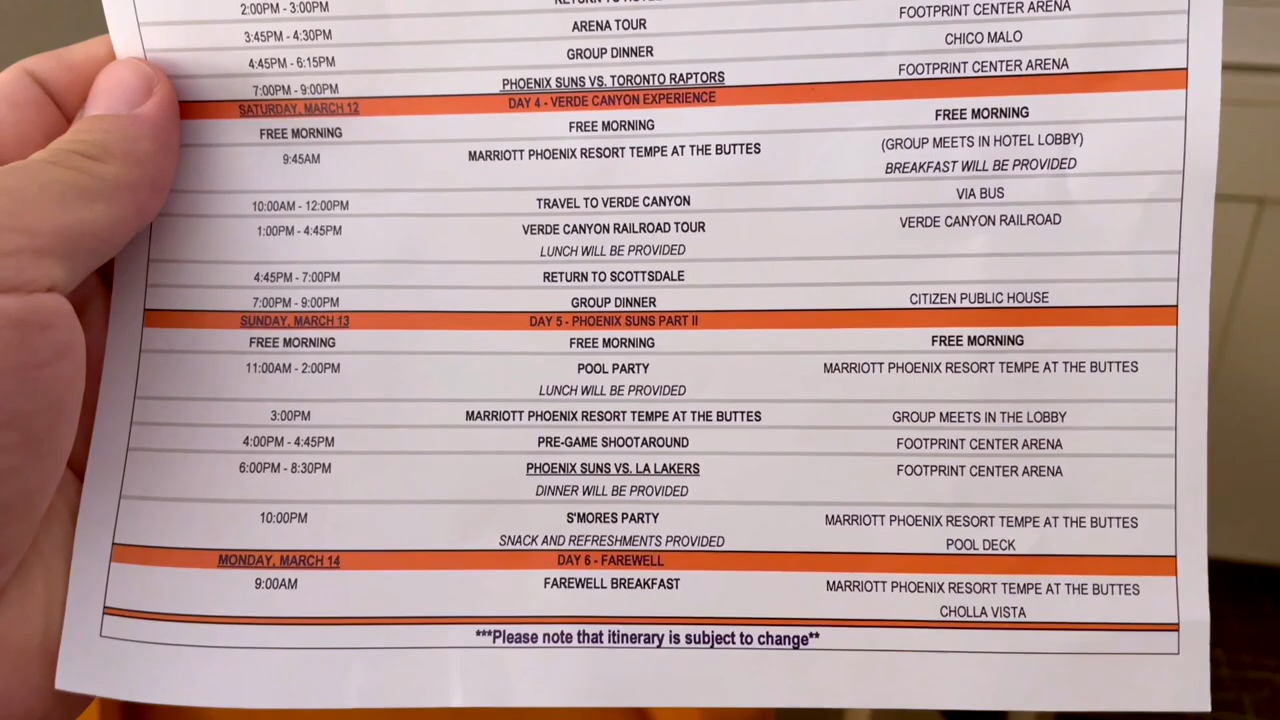 2:00PM - 3:00PM FOOTPRINT CENTER ARENA
3:45PM - 4:30PM ARENA TOUR CHICO MALO
4:45PM - 6:15PM GROUP DINNER FOOTPRINT CENTER ARENA
7:00PM - 9:00PM PHOENIX SUNS VS. TORONTO RAPTORS
SATURDAY, MARCH 12 DAY 4 - VERDE CANYON EXPERIENCE
FREE MORNING FREE MORNING FREE MORNING
9:45AM MARRIOTT PHOENIX RESORT TEMPE AT THE BUTTES (GROUP MEETS IN HOTEL LOBBY)
BREAKFAST WILL BE PROVIDED
10:00AM - 12:00PM TRAVEL TO VERDE CANYON VIA BUS
1:00PM - 4:45PM VERDE CANYON RAILROAD TOUR VERDE CANYON RAILROAD
LUNCH WILL BE PROVIDED
4:45PM - 7:00PM RETURN TO SCOTTSDALE
7:00PM - 9:00PM GROUP DINNER CITIZEN PUBLIC HOUSE
SUNDAY, MARCH 13 DAY 5 - PHOENIX SUNS PART II
FREE MORNING FREE MORNING FREE MORNING
11:00AM - 2:00PM POOL PARTY MARRIOTT PHOENIX RESORT TEMPE AT THE BUTTES
LUNCH WILL BE PROVIDED
3:00PM MARRIOTT PHOENIX RESORT TEMPE AT THE BUTTES GROUP MEETS IN THE LOBBY
4:00PM - 4:45PM PRE-GAME SHOOTAROUND FOOTPRINT CENTER ARENA
6:00PM - 8:30PM PHOENIX SUNS VS. LA LAKERS FOOTPRINT CENTER ARENA
DINNER WILL BE PROVIDED
10:00PM S'MORES PARTY MARRIOTT PHOENIX RESORT TEMPE AT THE BUTTES
SNACK AND REFRESHMENTS PROVIDED POOL DECK
MONDAY, MARCH 14 DAY 6 - FAREWELL
9:00AM FAREWELL BREAKFAST MARRIOTT PHOENIX RESORT TEMPE AT THE BUTTES
CHOLLA VISTA
***Please note that itinerary is subject to change**